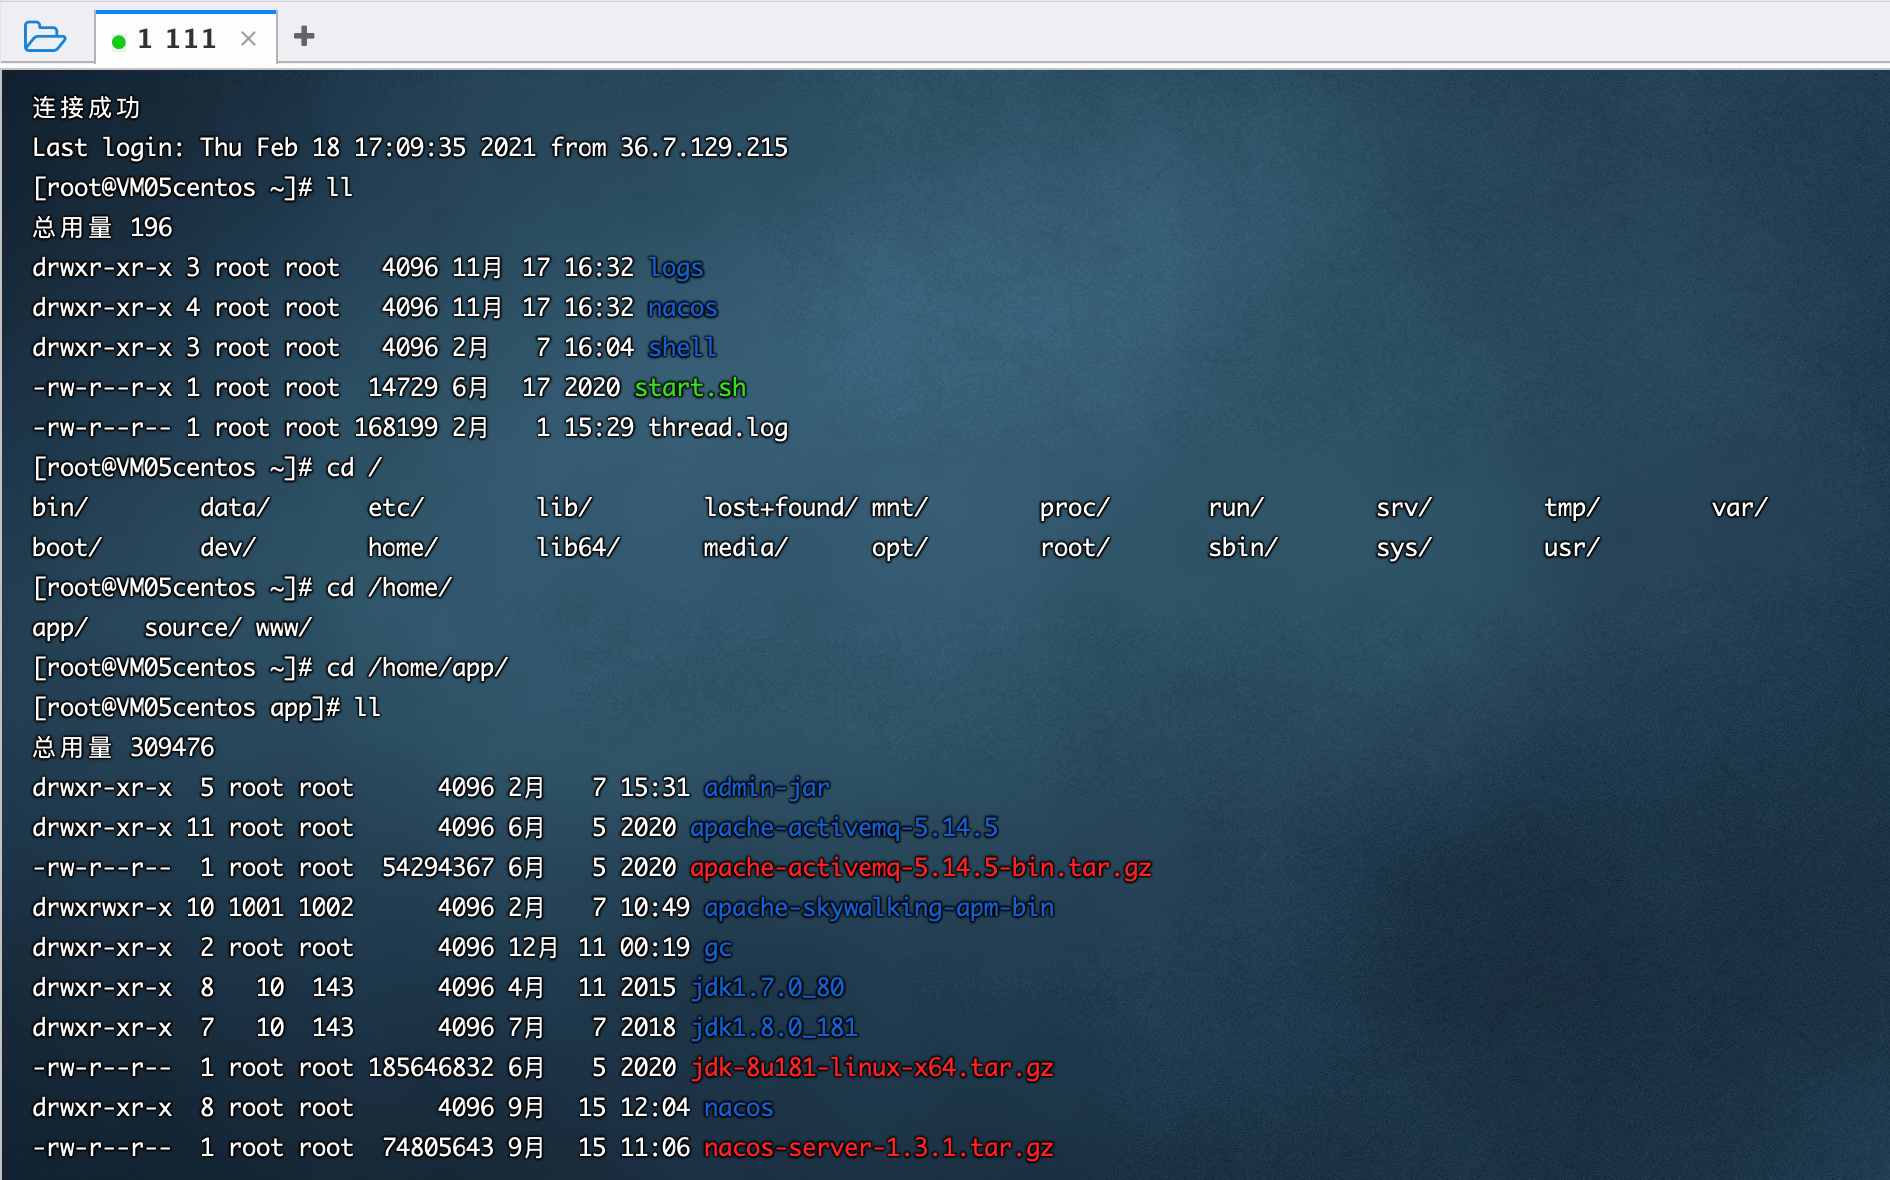 1 111
连接成功
Last login: Thu Feb 18 17:09:35 2021 from 36.7.129.215
[root@VM05centos ~]# ll
总用量 196
drwxr-xr-x 3 root root   4096 11月 17 16:32 logs
drwxr-xr-x 4 root root   4096 11月 17 16:32 nacos
drwxr-xr-x 3 root root   4096 2月   7 16:04 shell
-rw-r--r-x 1 root root  14729 6月  17 2020 start.sh
-rw-r--r-- 1 root root 168199 2月   1 15:29 thread.log
[root@VM05centos ~]# cd /
bin/        data/       etc/        lib/        lost+found/ mnt/        proc/       run/        srv/        tmp/        var/
boot/       dev/        home/       lib64/      media/      opt/        root/       sbin/       sys/        usr/
[root@VM05centos ~]# cd /home/
app/    source/ www/
[root@VM05centos ~]# cd /home/app/
[root@VM05centos app]# ll
总用量 309476
drwxr-xr-x  5 root root      4096 2月   7 15:31 admin-jar
drwxr-xr-x 11 root root      4096 6月   5 2020 apache-activemq-5.14.5
-rw-r--r--  1 root root  54294367 6月   5 2020 apache-activemq-5.14.5-bin.tar.gz
drwxrwxr-x 10 1001 1002      4096 2月   7 10:49 apache-skywalking-apm-bin
drwxr-xr-x  2 root root      4096 12月 11 00:19 gc
drwxr-xr-x  8   10  143      4096 4月  11 2015 jdk1.7.0_80
drwxr-xr-x  7   10  143      4096 7月   7 2018 jdk1.8.0_181
-rw-r--r--  1 root root 185646832 6月   5 2020 jdk-8u181-linux-x64.tar.gz
drwxr-xr-x  8 root root      4096 9月  15 12:04 nacos
-rw-r--r--  1 root root  74805643 9月  15 11:06 nacos-server-1.3.1.tar.gz